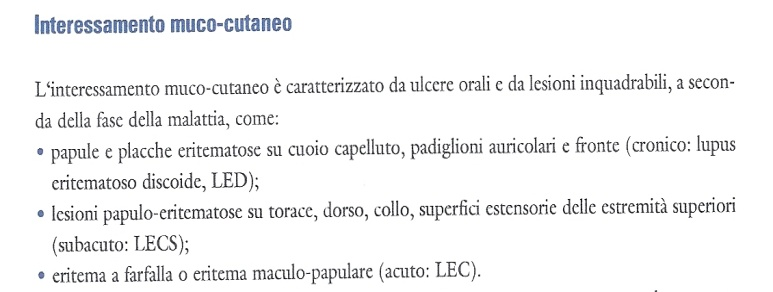 Interessamento muco-cutaneo
L'interessamento muco-cutaneo è caratterizzato da ulcere orali e da lesioni inquadrabili, a secon-
da della fase della malattia, come:
• papule e placche eritematose su cuoio capelluto, padiglioni auricolari e fronte (cronico: lupus
eritematoso discoide, LED);
• lesioni papulo-eritematose su torace, dorso, collo, superfici estensorie delle estremità superiori
(subacuto: LECS);
• eritema a farfalla o eritema maculo-papulare (acuto: LEC).